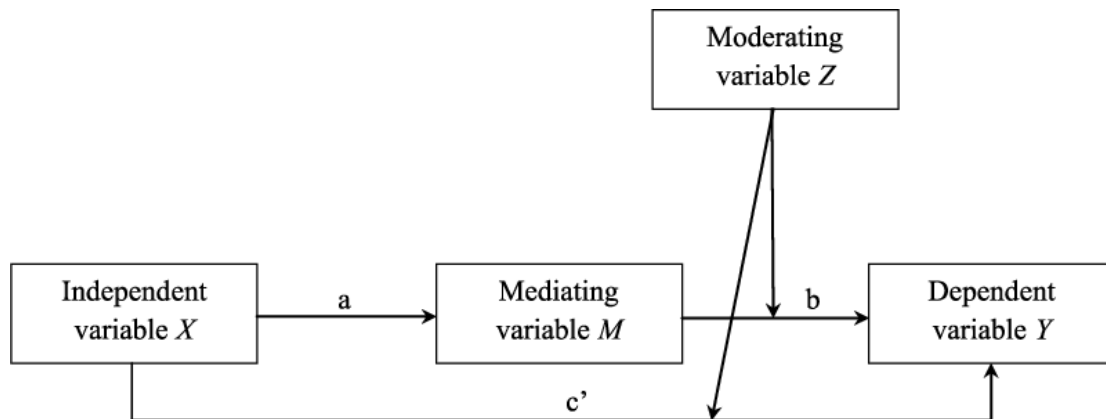 Moderating
variable Z
Independent
variable X
a
Mediating
variable M
b
Dependent
variable Y
c’